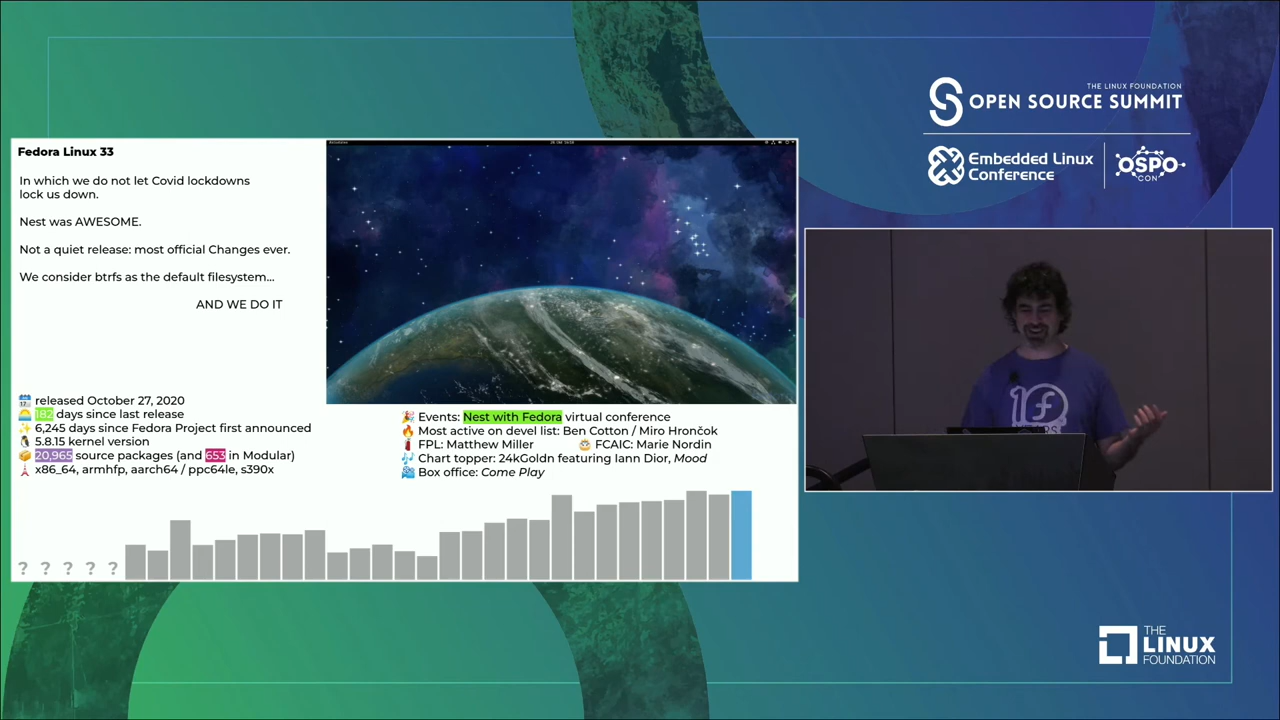 THE LINUX FOUNDATION
OPEN SOURCE SUMMIT
Embedded Linux
Conference
OSPO
CON
Fedora Linux 33
In which we do not let Covid lockdowns
lock us down.
Nest was AWESOME.
Not a quiet release: most official Changes ever.
We consider btrfs as the default filesystem...
AND WE DO IT
released October 27, 2020
182 days since last release
6,245 days since Fedora Project first announced
5.8.15 kernel version
20,965 source packages (and 653 in Modular)
x86_64, armhfp, aarch64 / ppc64le, s390x
Events: Nest with Fedora virtual conference
Most active on devel list: Ben Cotton / Miro Hrončok
FPL: Matthew Miller
FCAIC: Marie Nordin
Chart topper: 24kGoldn featuring Iann Dior, Mood
Box office: Come Play
? ? ? ? ?
THE
LINUX
FOUNDATION